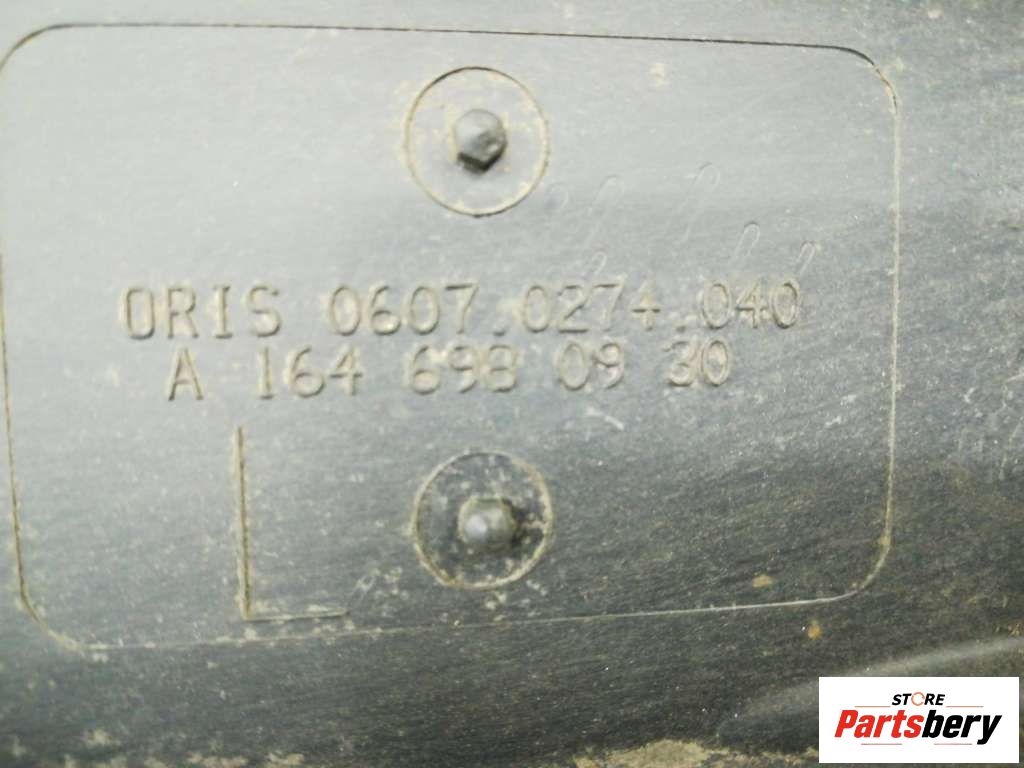 ORIS 0607.0274.040
A 164 698 09 30
L
STORE
Partsbery